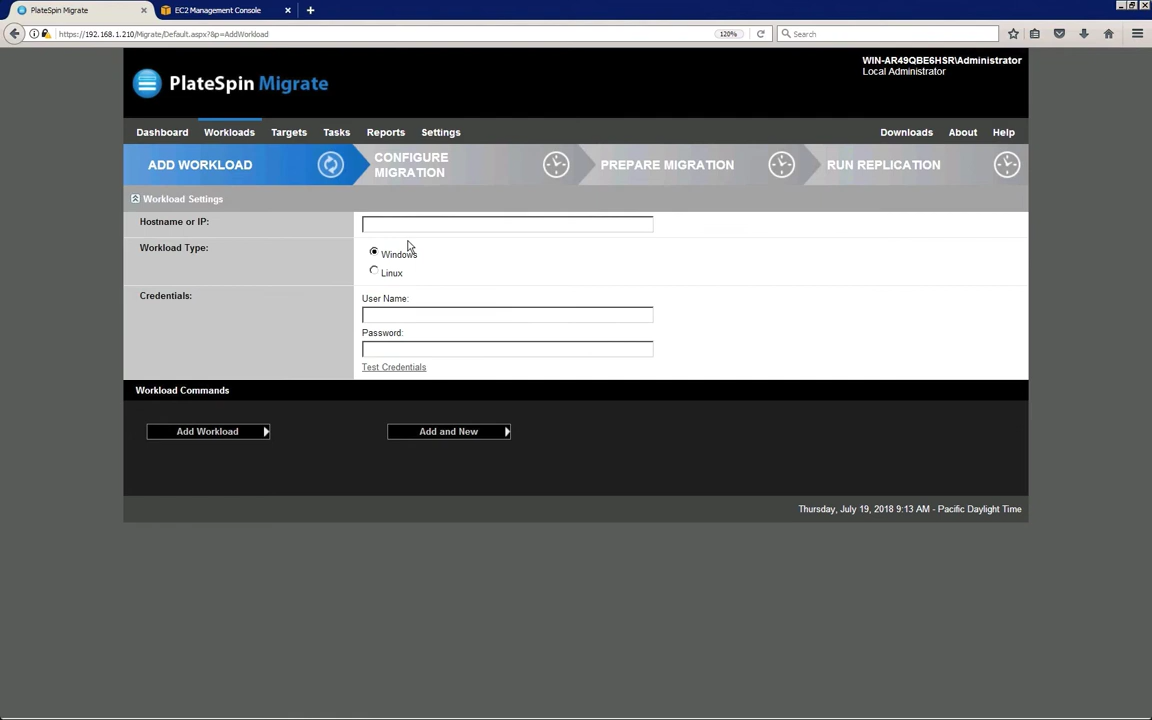 PlateSpin Migrate
EC2 Management Console
https://192.168.1.210/Migrate/Default.aspx?&p=AddWorkload
120%
Search
PlateSpin Migrate
WIN-AR49QBE6HSR\Administrator
Local Administrator
Dashboard Workloads Targets Tasks Reports Settings Downloads About Help
ADD WORKLOAD
CONFIGURE
MIGRATION
PREPARE MIGRATION
RUN REPLICATION
Workload Settings
Hostname or IP:
Workload Type:
Windows
Linux
Credentials:
User Name:
Password:
Test Credentials
Workload Commands
Add Workload
Add and New
Thursday, July 19, 2018 9:13 AM - Pacific Daylight Time